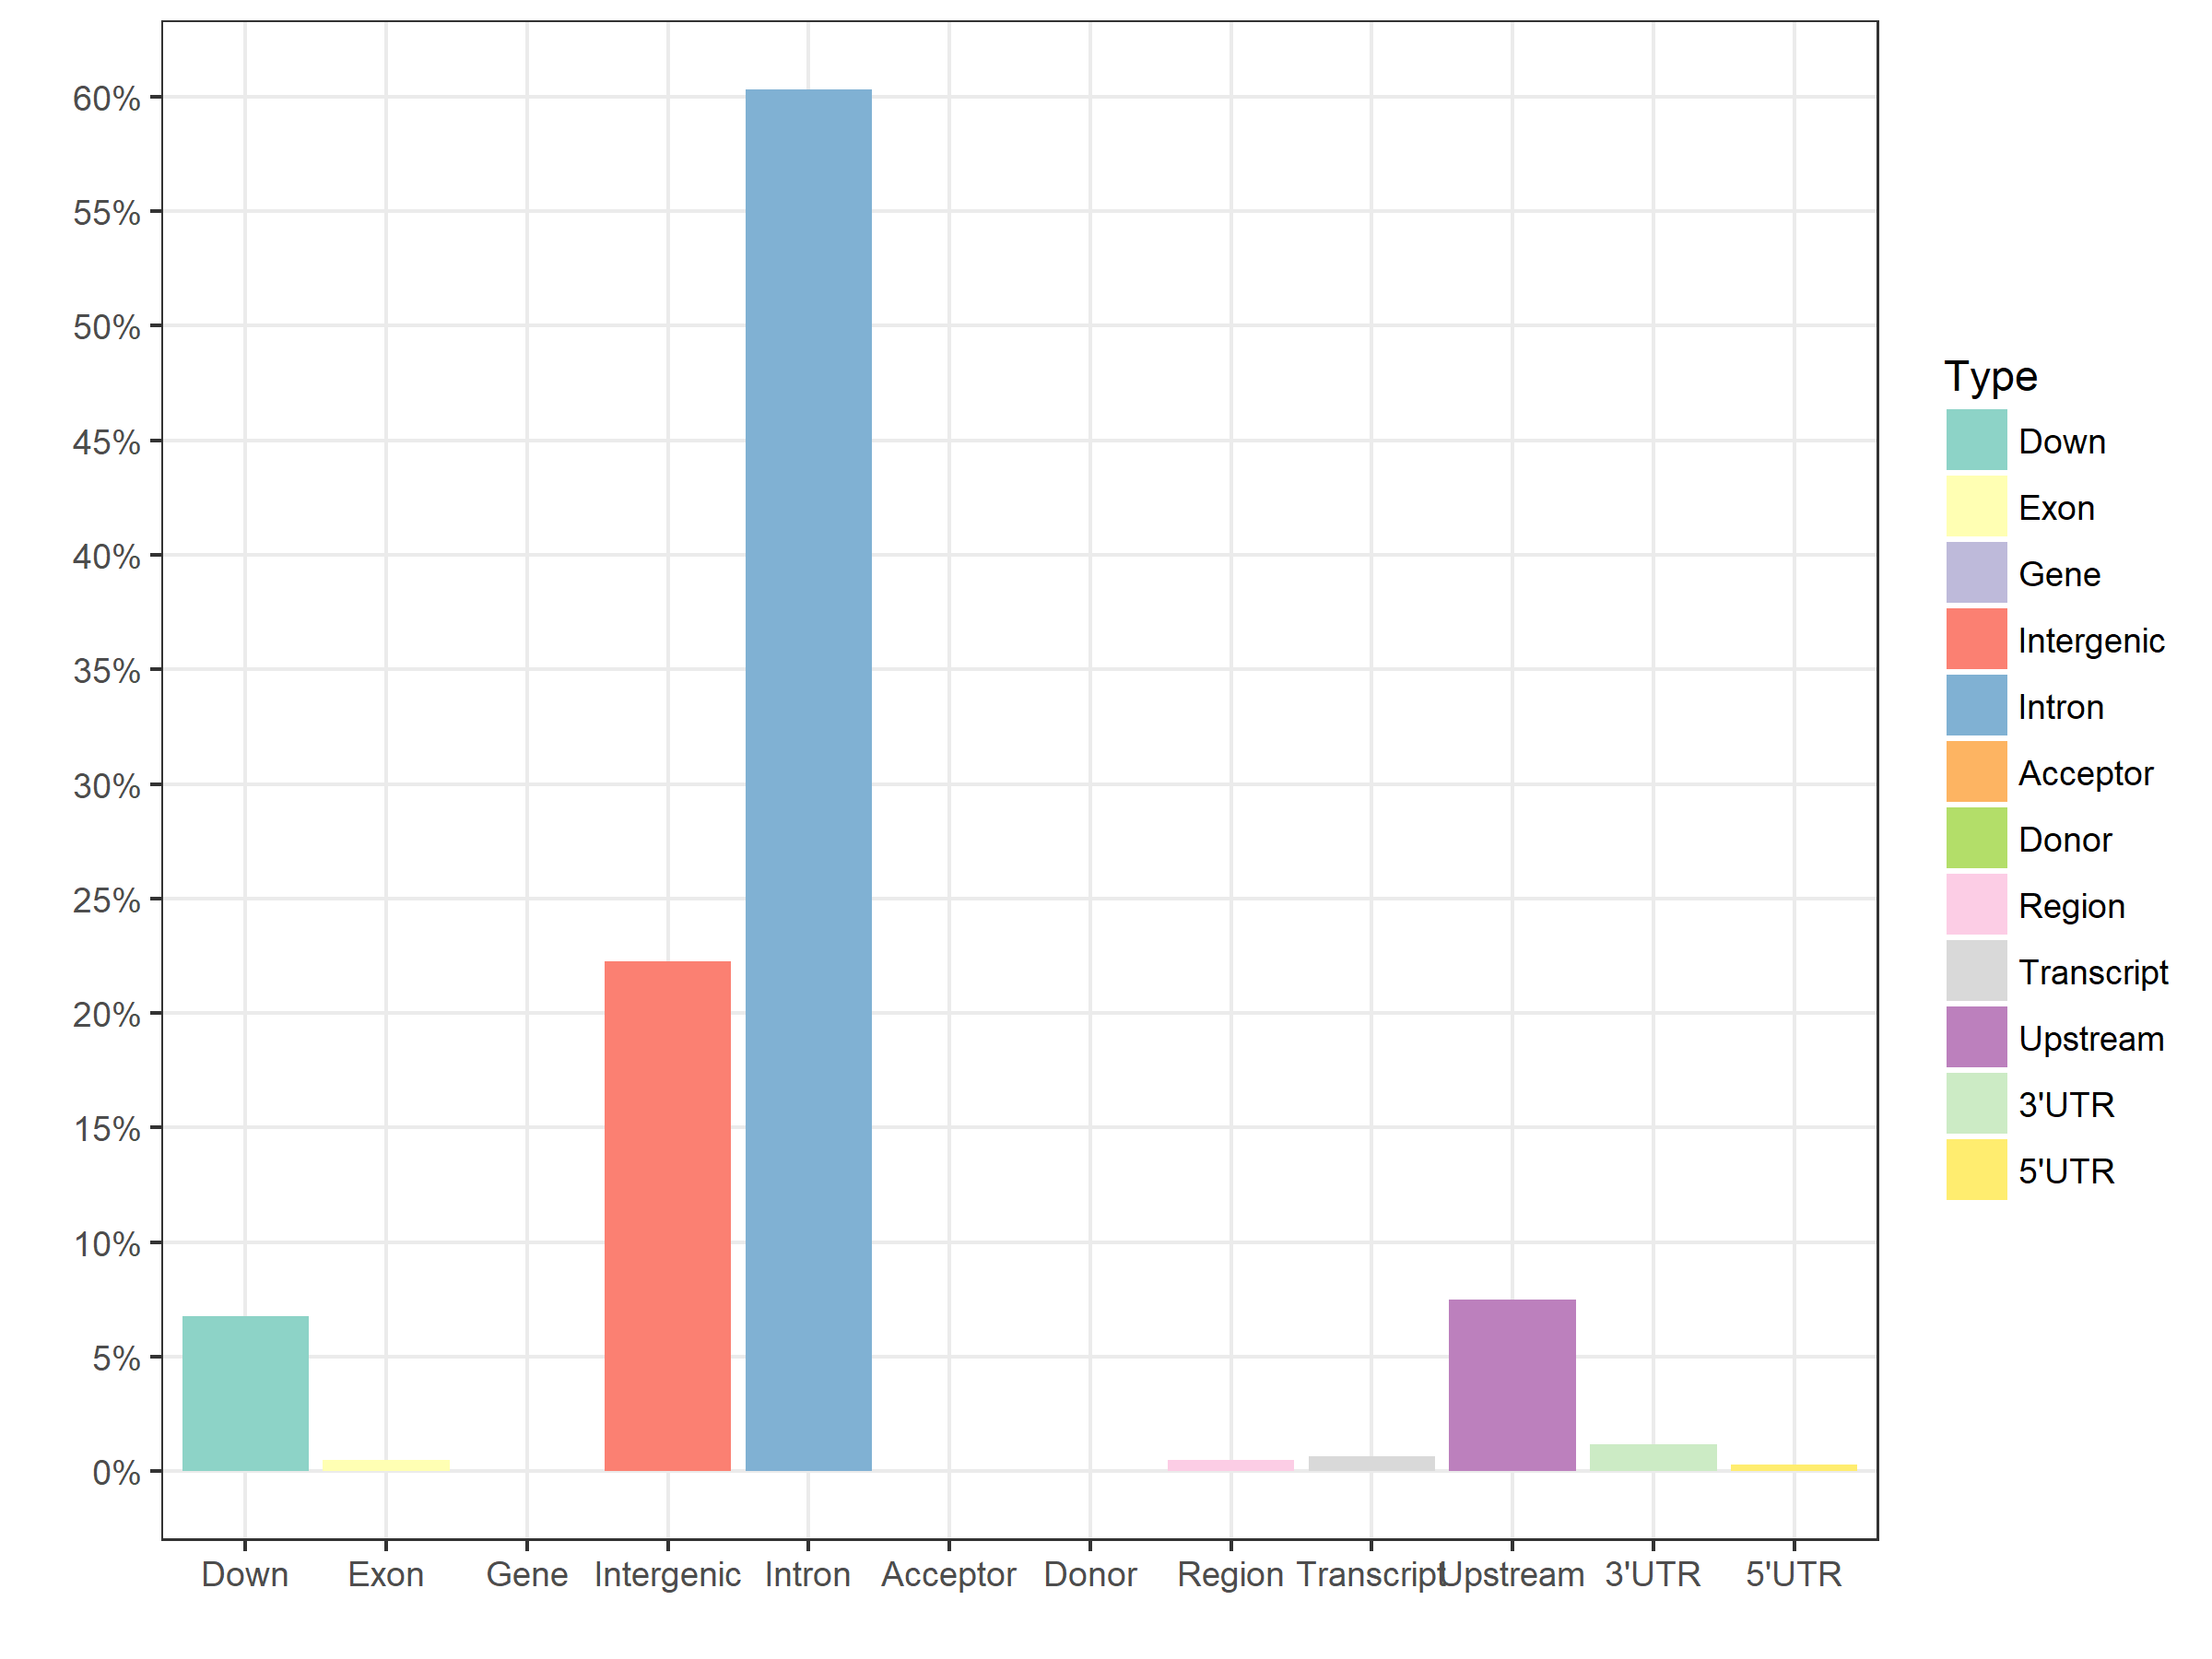 60%
55%
50%
45%
40%
35%
30%
25%
20%
15%
10%
5%
0%
Down Exon Gene Intergenic Intron Acceptor Donor Region Transcript Upstream 3'UTR 5'UTR
Type
Down
Exon
Gene
Intergenic
Intron
Acceptor
Donor
Region
Transcript
Upstream
3'UTR
5'UTR